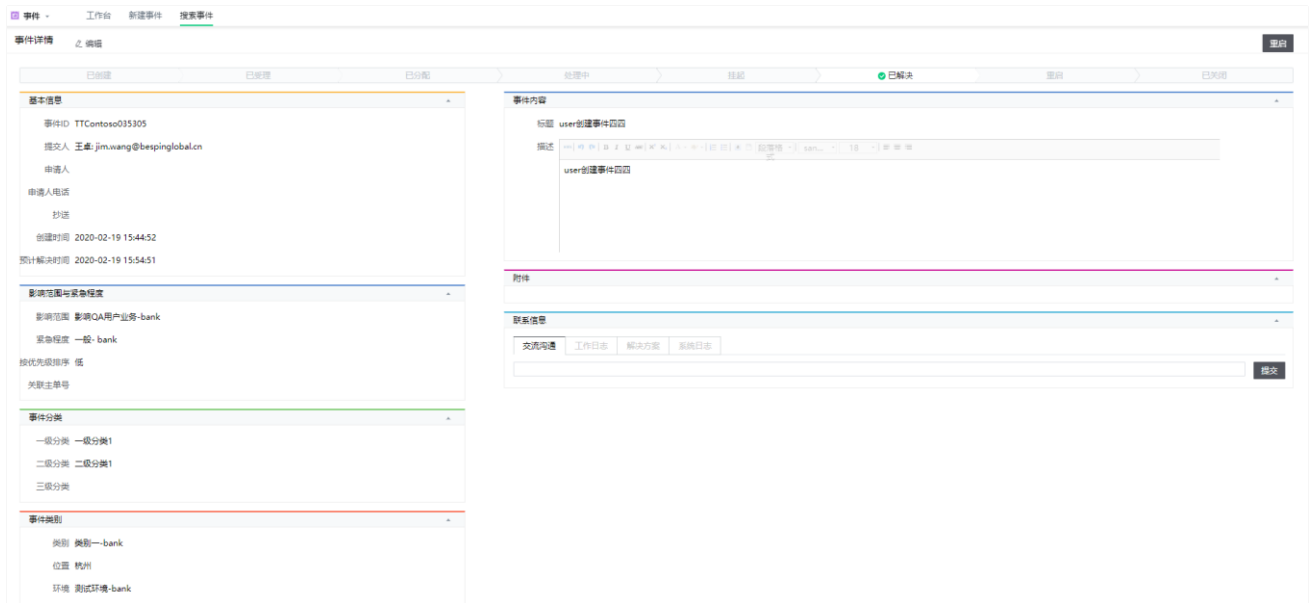 事件
工作台 新建事件 搜索事件
事件详情 编辑 重启
已创建 已受理 已分配 处理中 挂起 已解决 重启 已关闭
基本信息
事件ID TTContoso035305
提交人 王卓: jim.wang@bespinglobal.cn
申请人
申请人电话
抄送
创建时间 2020-02-19 15:44:52
预计解决时间 2020-02-19 15:54:51
影响范围与紧急程度
影响范围 影响QA用户业务-bank
紧急程度 一般- bank
按优先级排序 低
关联主单号
事件分类
一级分类 一级分类1
二级分类 二级分类1
三级分类
事件类别
类别 类别一-bank
位置 杭州
环境 测试环境-bank
事件内容
标题 user创建事件四四
描述
段落格式 san... 18
user创建事件四四
附件
联系信息
交流沟通 工作日志 解决方案 系统日志
提交